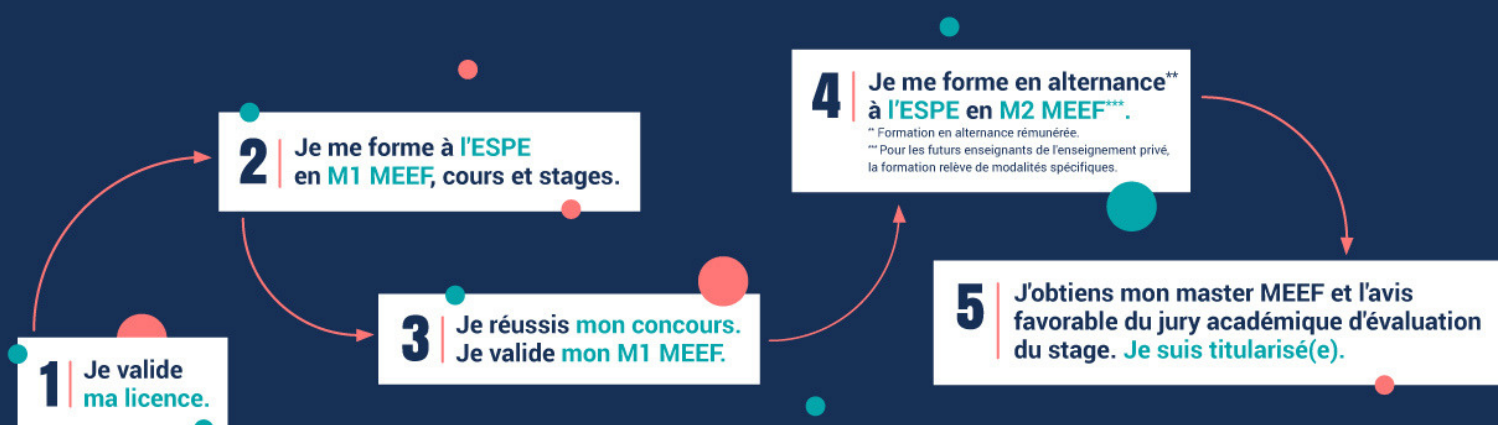 1 Je valide
ma licence.
2 Je me forme à l'ESPE
en M1 MEEF, cours et stages.
3 Je réussis mon concours.
Je valide mon M1 MEEF.
4 Je me forme en alternance**
à l'ESPE en M2 MEEF***.
** Formation en alternance rémunérée.
*** Pour les futurs enseignants de l'enseignement privé,
la formation relève de modalités spécifiques.
5 J'obtiens mon master MEEF et l'avis
favorable du jury académique d'évaluation
du stage. Je suis titularisé(e).